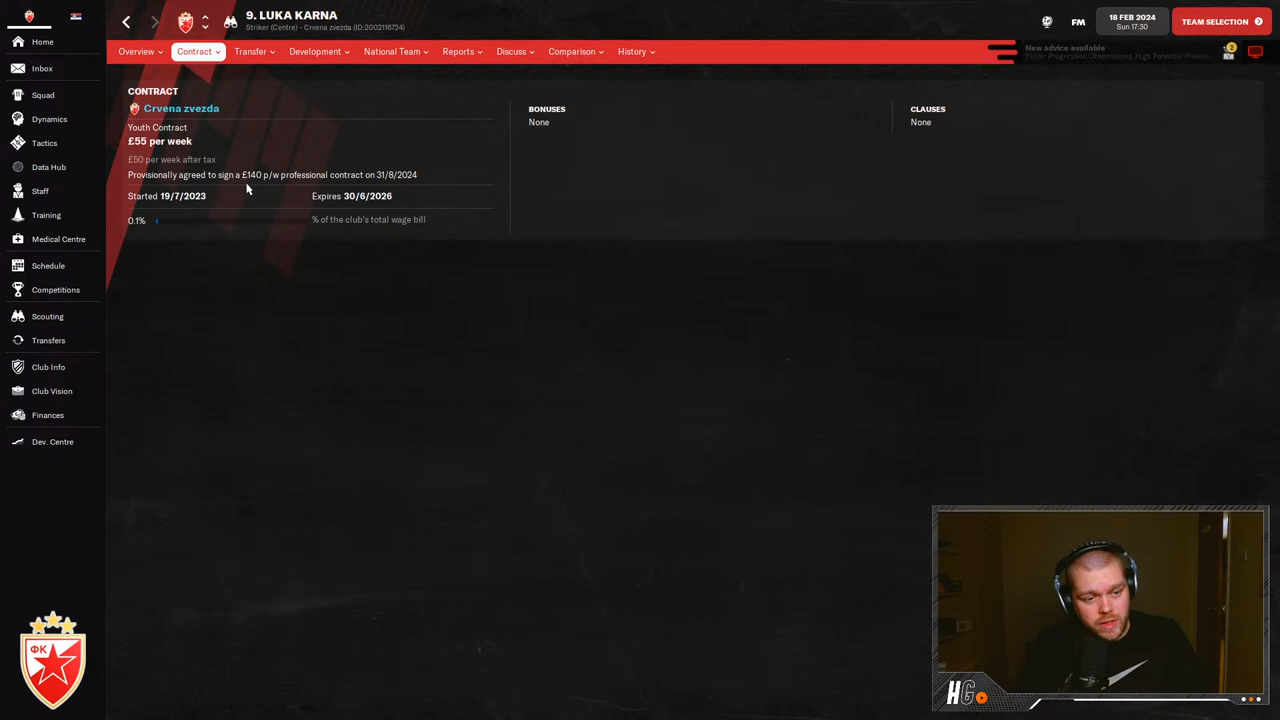 9. LUKA KARNA
Striker (Centre) - Crvena zvezda (ID:2002116724)
FM
18 FEB 2024
Sun 17:30
TEAM SELECTION
Home
Inbox
Squad
Dynamics
Tactics
Data Hub
Staff
Training
Medical Centre
Schedule
Competitions
Scouting
Transfers
Club Info
Club Vision
Finances
Dev. Centre
Overview
Contract
Transfer
Development
National Team
Reports
Discuss
Comparison
History
New advice available
2
CONTRACT
Crvena zvezda
Youth Contract
£55 per week
£50 per week after tax
Provisionally agreed to sign a £140 p/w professional contract on 31/8/2024
Started 19/7/2023 Expires 30/6/2026
0.1% % of the club's total wage bill
BONUSES
None
CLAUSES
None
ФК
HG